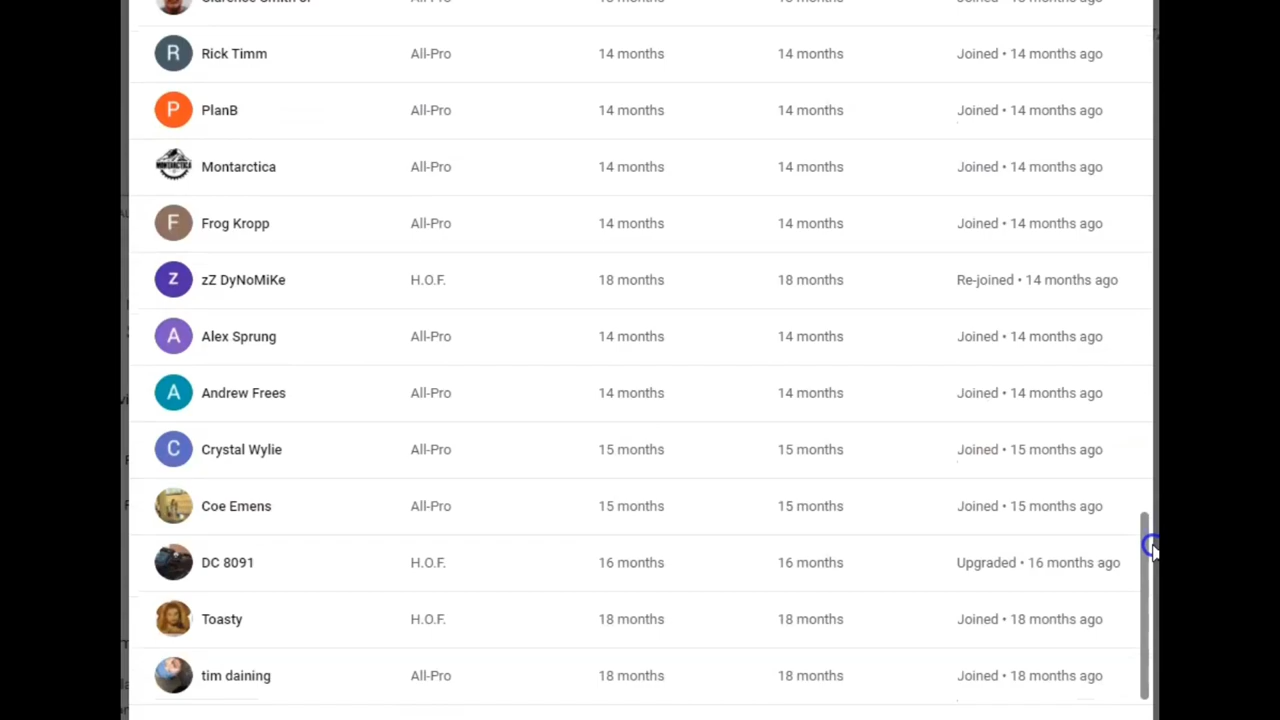 R Rick Timm All-Pro 14 months 14 months Joined • 14 months ago
P PlanB All-Pro 14 months 14 months Joined • 14 months ago
Montarctica All-Pro 14 months 14 months Joined • 14 months ago
F Frog Kropp All-Pro 14 months 14 months Joined • 14 months ago
Z zZ DyNoMiKe H.O.F. 18 months 18 months Re-joined • 14 months ago
A Alex Sprung All-Pro 14 months 14 months Joined • 14 months ago
A Andrew Frees All-Pro 14 months 14 months Joined • 14 months ago
C Crystal Wylie All-Pro 15 months 15 months Joined • 15 months ago
Coe Emens All-Pro 15 months 15 months Joined • 15 months ago
DC 8091 H.O.F. 16 months 16 months Upgraded • 16 months ago
Toasty H.O.F. 18 months 18 months Joined • 18 months ago
tim daining All-Pro 18 months 18 months Joined • 18 months ago